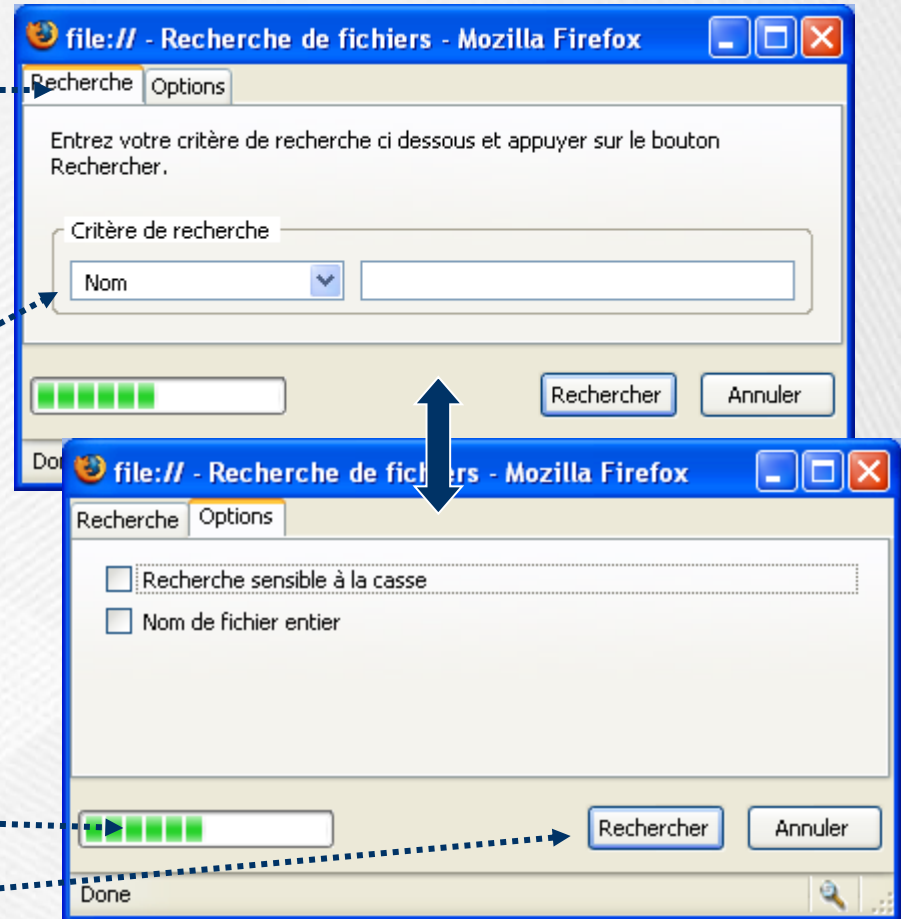 file:// - Recherche de fichiers - Mozilla Firefox
Recherche Options
Entrez votre critère de recherche ci dessous et appuyer sur le bouton
Rechercher.
Critère de recherche
Nom
Rechercher Annuler
file:// - Recherche de fichiers - Mozilla Firefox
Recherche Options
Recherche sensible à la casse
Nom de fichier entier
Rechercher Annuler
Done